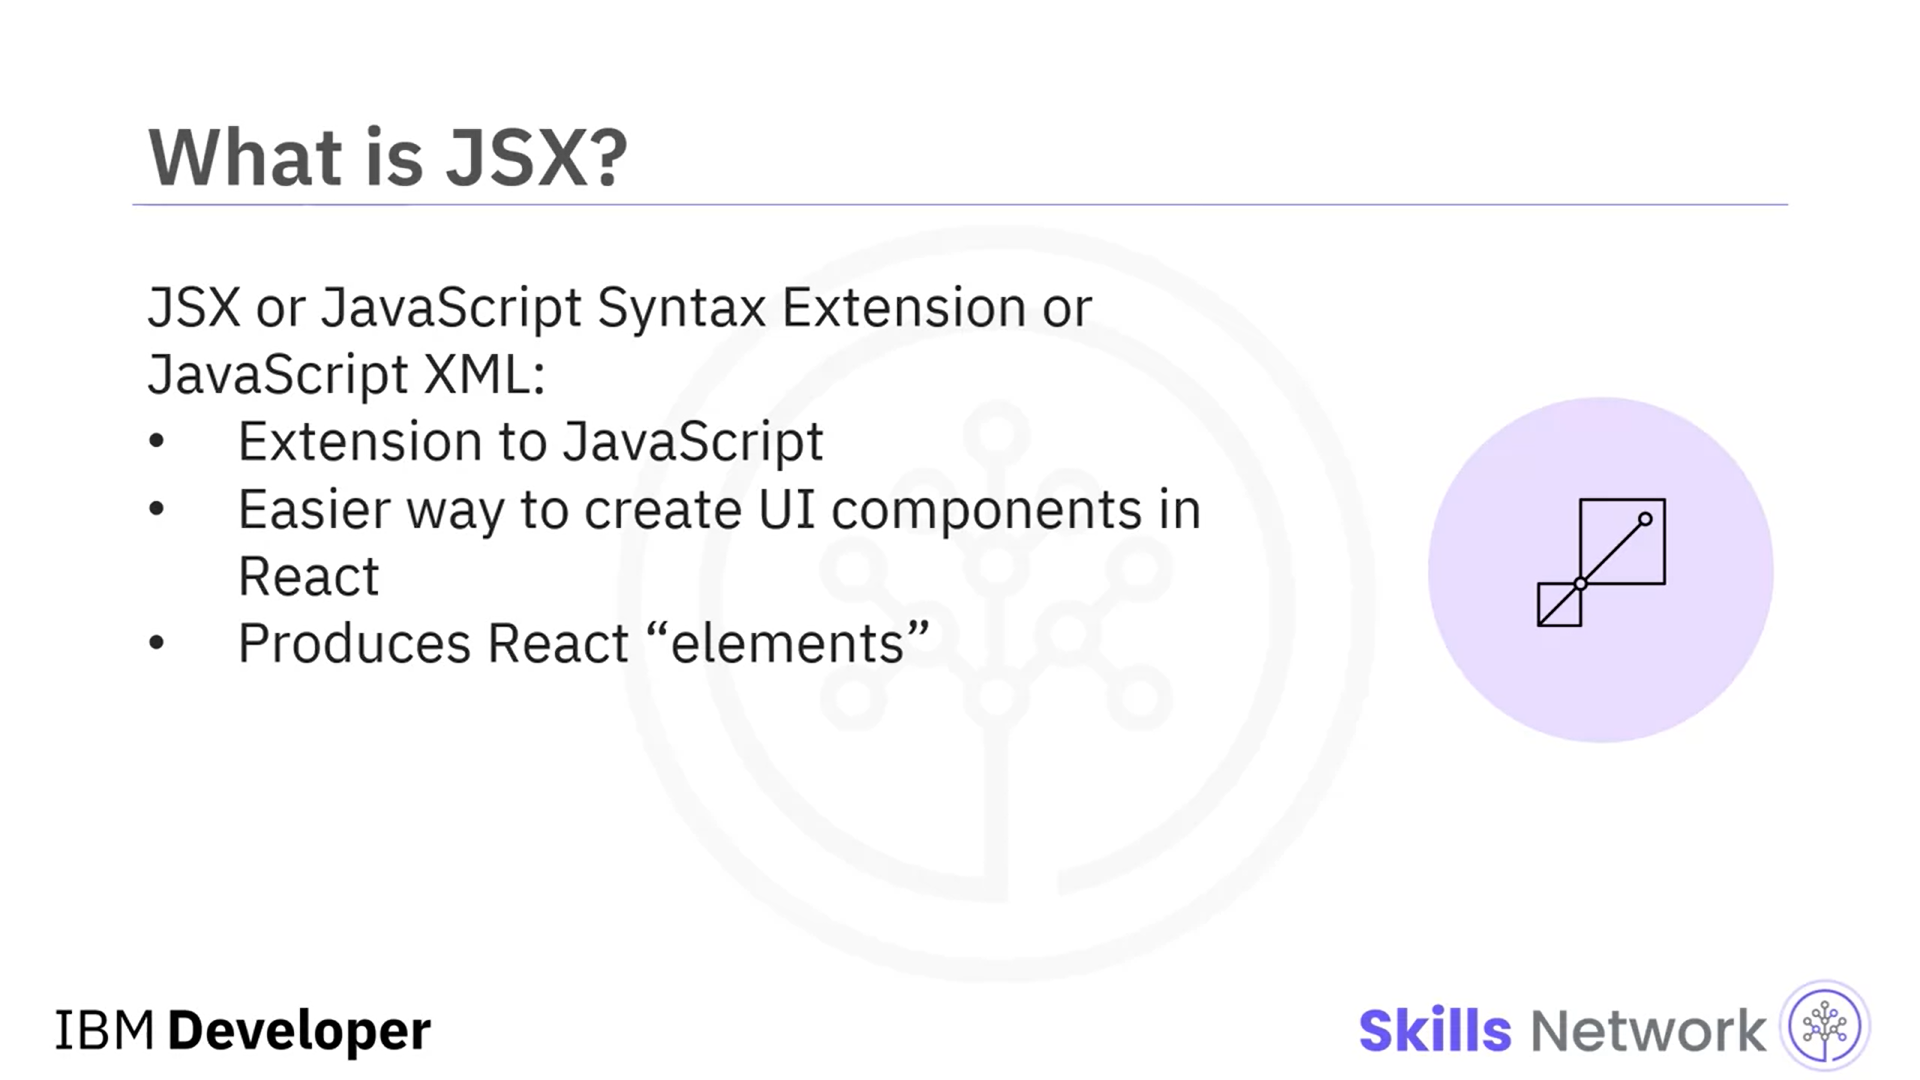 What is JSX?
JSX or JavaScript Syntax Extension or
JavaScript XML:
• Extension to JavaScript
• Easier way to create UI components in
React
• Produces React “elements”
IBM Developer
Skills Network